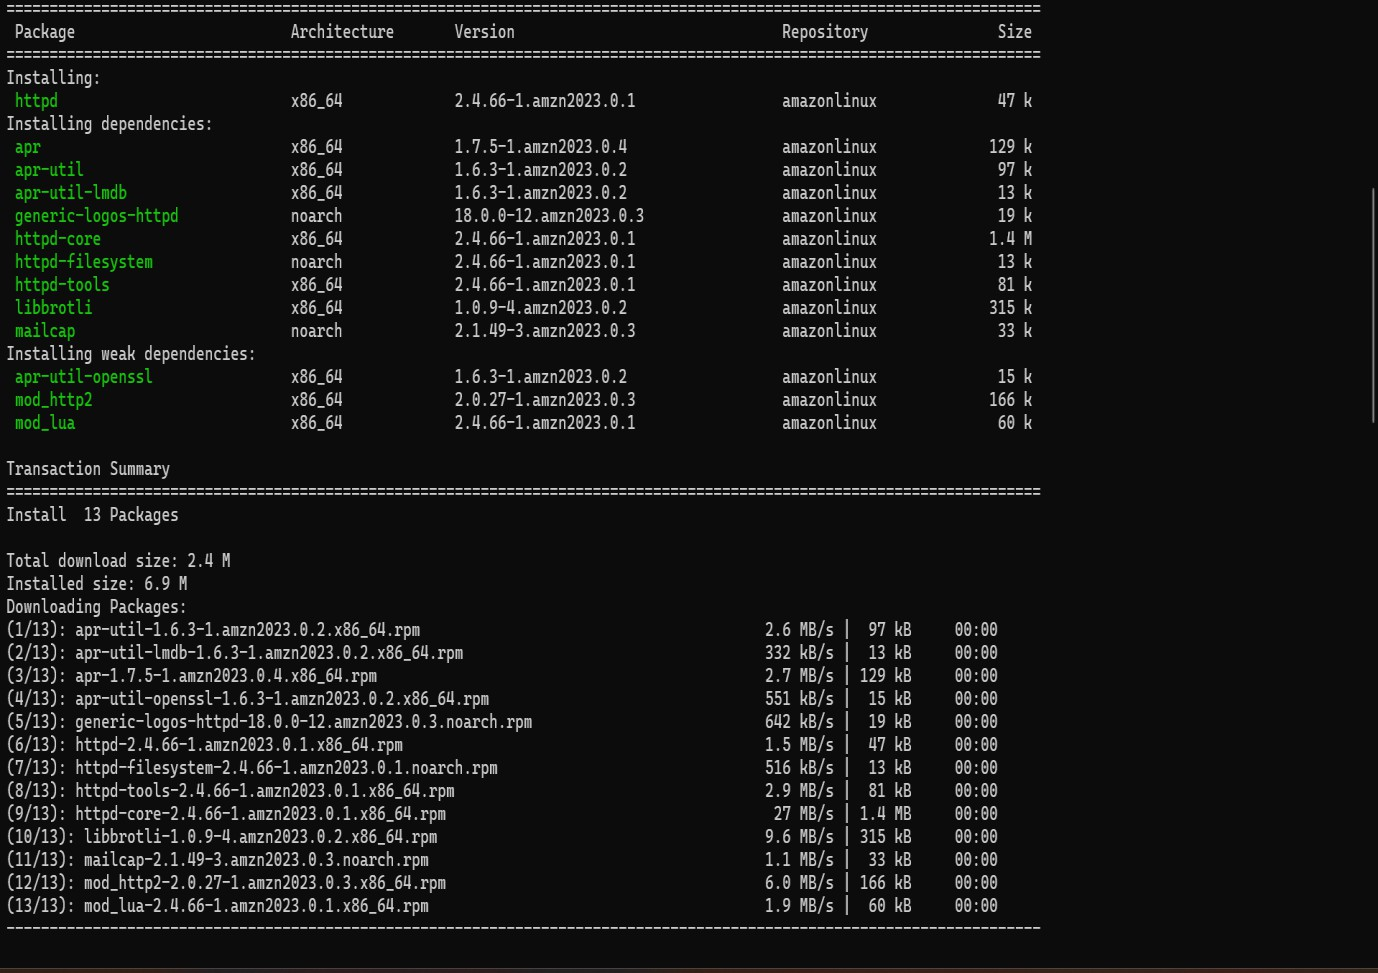 ========================================================================================================================
Package Architecture Version Repository Size
========================================================================================================================
Installing:
httpd x86_64 2.4.66-1.amzn2023.0.1 amazonlinux 47 k
Installing dependencies:
apr x86_64 1.7.5-1.amzn2023.0.4 amazonlinux 129 k
apr-util x86_64 1.6.3-1.amzn2023.0.2 amazonlinux 97 k
apr-util-lmdb x86_64 1.6.3-1.amzn2023.0.2 amazonlinux 13 k
generic-logos-httpd noarch 18.0.0-12.amzn2023.0.3 amazonlinux 19 k
httpd-core x86_64 2.4.66-1.amzn2023.0.1 amazonlinux 1.4 M
httpd-filesystem noarch 2.4.66-1.amzn2023.0.1 amazonlinux 13 k
httpd-tools x86_64 2.4.66-1.amzn2023.0.1 amazonlinux 81 k
libbrotli x86_64 1.0.9-4.amzn2023.0.2 amazonlinux 315 k
mailcap noarch 2.1.49-3.amzn2023.0.3 amazonlinux 33 k
Installing weak dependencies:
apr-util-openssl x86_64 1.6.3-1.amzn2023.0.2 amazonlinux 15 k
mod_http2 x86_64 2.0.27-1.amzn2023.0.3 amazonlinux 166 k
mod_lua x86_64 2.4.66-1.amzn2023.0.1 amazonlinux 60 k
Transaction Summary
========================================================================================================================
Install 13 Packages
Total download size: 2.4 M
Installed size: 6.9 M
Downloading Packages:
(1/13): apr-util-1.6.3-1.amzn2023.0.2.x86_64.rpm 2.6 MB/s | 97 kB 00:00
(2/13): apr-util-lmdb-1.6.3-1.amzn2023.0.2.x86_64.rpm 332 kB/s | 13 kB 00:00
(3/13): apr-1.7.5-1.amzn2023.0.4.x86_64.rpm 2.7 MB/s | 129 kB 00:00
(4/13): apr-util-openssl-1.6.3-1.amzn2023.0.2.x86_64.rpm 551 kB/s | 15 kB 00:00
(5/13): generic-logos-httpd-18.0.0-12.amzn2023.0.3.noarch.rpm 642 kB/s | 19 kB 00:00
(6/13): httpd-2.4.66-1.amzn2023.0.1.x86_64.rpm 1.5 MB/s | 47 kB 00:00
(7/13): httpd-filesystem-2.4.66-1.amzn2023.0.1.noarch.rpm 516 kB/s | 13 kB 00:00
(8/13): httpd-tools-2.4.66-1.amzn2023.0.1.x86_64.rpm 2.9 MB/s | 81 kB 00:00
(9/13): httpd-core-2.4.66-1.amzn2023.0.1.x86_64.rpm 27 MB/s | 1.4 MB 00:00
(10/13): libbrotli-1.0.9-4.amzn2023.0.2.x86_64.rpm 9.6 MB/s | 315 kB 00:00
(11/13): mailcap-2.1.49-3.amzn2023.0.3.noarch.rpm 1.1 MB/s | 33 kB 00:00
(12/13): mod_http2-2.0.27-1.amzn2023.0.3.x86_64.rpm 6.0 MB/s | 166 kB 00:00
(13/13): mod_lua-2.4.66-1.amzn2023.0.1.x86_64.rpm 1.9 MB/s | 60 kB 00:00
------------------------------------------------------------------------------------------------------------------------